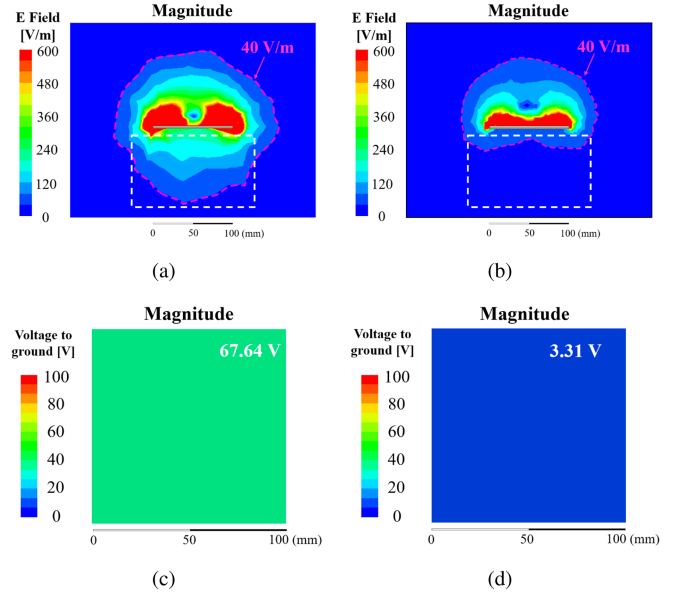 E Field
[V/m]
Magnitude
600
480
360
240
120
0
40 V/m
0 50 100 (mm)
(a)
E Field
[V/m]
Magnitude
600
480
360
240
120
0
40 V/m
0 50 100 (mm)
(b)
Voltage to
ground [V]
Magnitude
67.64 V
100
80
60
40
20
0
0 50 100 (mm)
(c)
Voltage to
ground [V]
Magnitude
3.31 V
100
80
60
40
20
0
0 50 100 (mm)
(d)